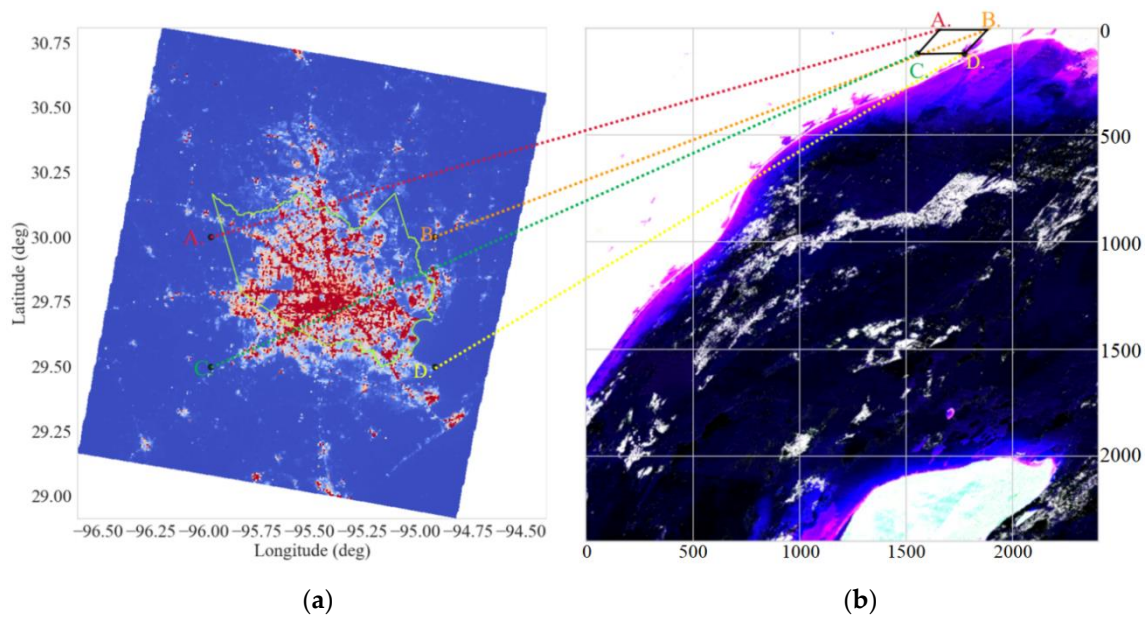 A. B.
30.75
30.50
30.25
30.00
29.75
29.50
29.25
29.00
Latitude (deg)
A.
B.
C.
D.
−96.50 −96.25 −96.00 −95.75 −95.50 −95.25 −95.00 −94.75 −94.50
Longitude (deg)
C. D.
0
500
1000
1500
2000
0 500 1000 1500 2000
(a) (b)